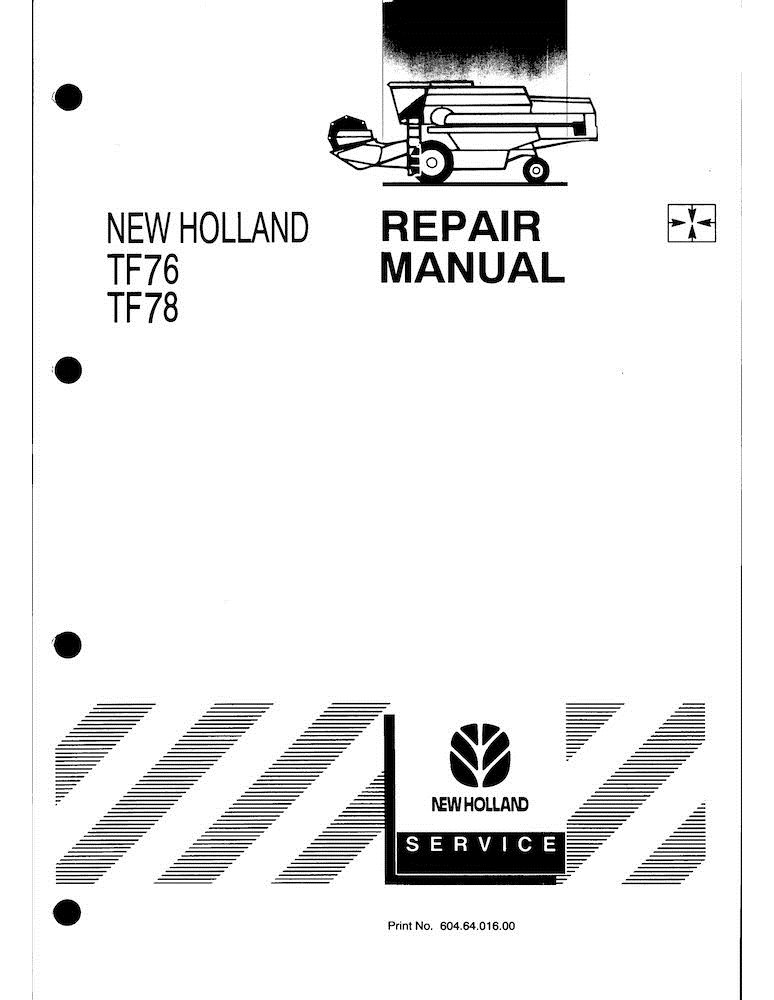 NEW HOLLAND
TF76
TF78
REPAIR
MANUAL
NEW HOLLAND
SERVICE
Print No. 604.64.016.00